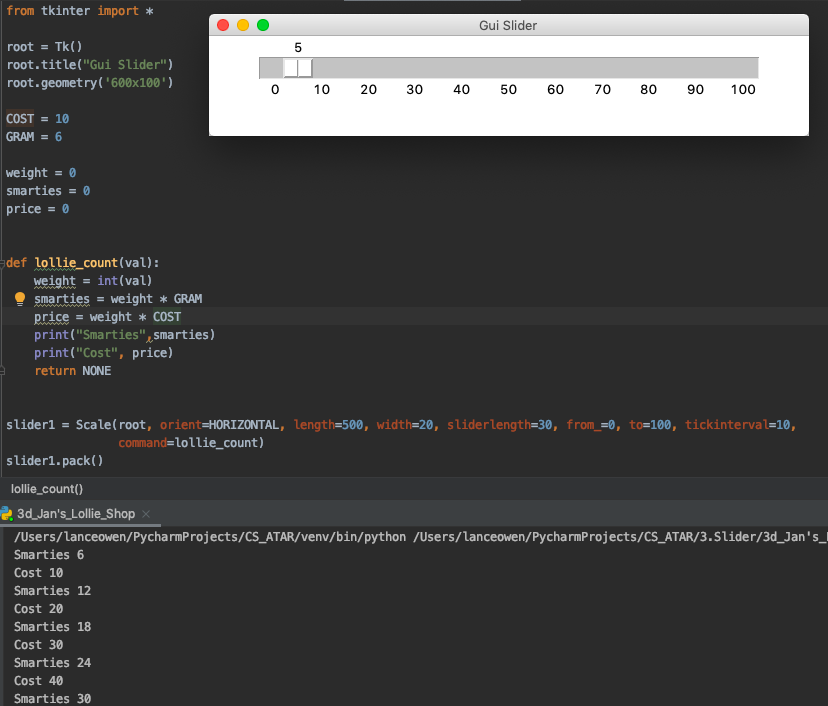 from tkinter import *
root = Tk()
root.title("Gui Slider")
root.geometry('600x100')
COST = 10
GRAM = 6
weight = 0
smarties = 0
price = 0
def lollie_count(val):
weight = int(val)
smarties = weight * GRAM
price = weight * COST
print("Smarties",smarties)
print("Cost", price)
return NONE
slider1 = Scale(root, orient=HORIZONTAL, length=500, width=20, sliderlength=30, from_=0, to=100, tickinterval=10,
command=lollie_count)
slider1.pack()
Gui Slider
5
0 10 20 30 40 50 60 70 80 90 100
lollie_count()
3d_Jan's_Lollie_Shop
/Users/lanceowen/PycharmProjects/CS_ATAR/venv/bin/python /Users/lanceowen/PycharmProjects/CS_ATAR/3.Slider/3d_Jan's_
Smarties 6
Cost 10
Smarties 12
Cost 20
Smarties 18
Cost 30
Smarties 24
Cost 40
Smarties 30